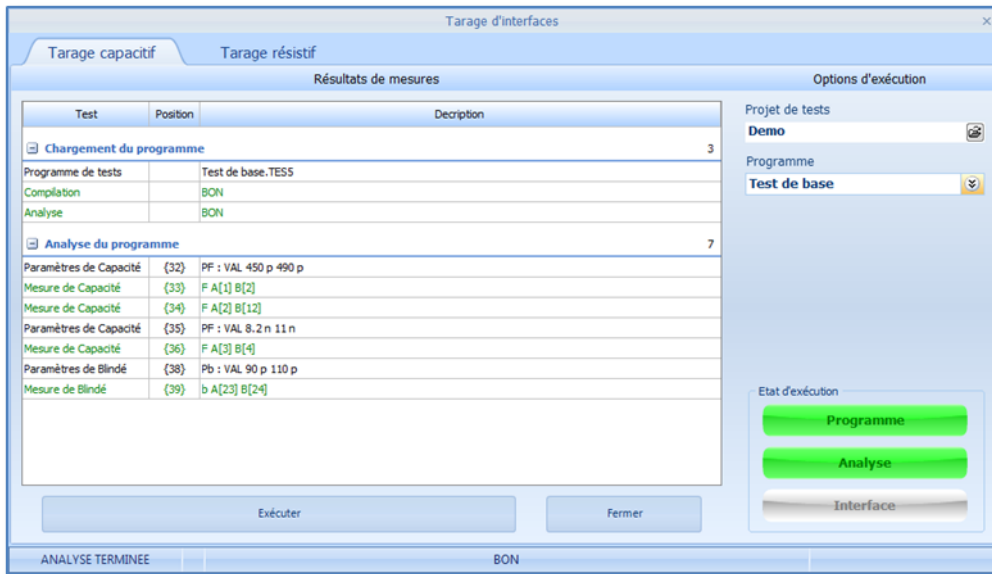 Tarage d'interfaces
Tarage capacitif Tarage résistif
Résultats de mesures Options d'exécution
Test Position Decription
Chargement du programme 3
Programme de tests Test de base.TES5
Compilation BON
Analyse BON
Analyse du programme 7
Paramètres de Capacité {32} PF : VAL 450 p 490 p
Mesure de Capacité {33} F A[1] B[2]
Mesure de Capacité {34} F A[2] B[12]
Paramètres de Capacité {35} PF : VAL 8.2 n 11 n
Mesure de Capacité {36} F A[3] B[4]
Paramètres de Blindé {38} Pb : VAL 90 p 110 p
Mesure de Blindé {39} b A[23] B[24]
Projet de tests
Demo
Programme
Test de base
Etat d'exécution
Programme
Analyse
Interface
Exécuter Fermer
ANALYSE TERMINEE BON